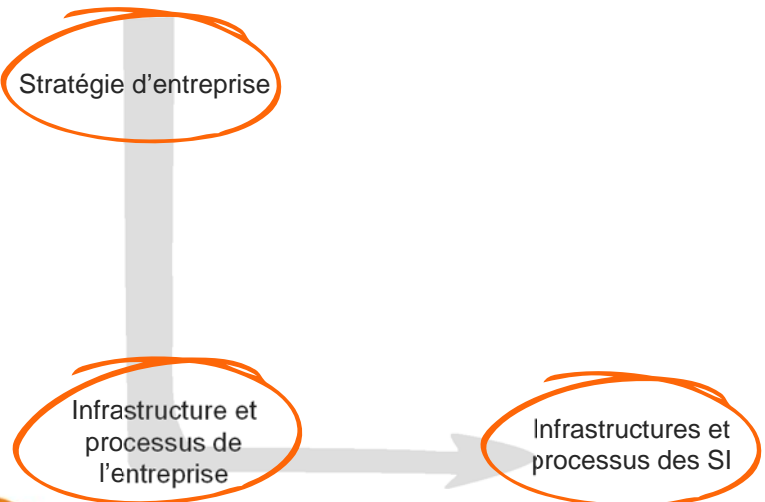 Stratégie d’entreprise
Infrastructure et
processus de
l’entreprise
Infrastructures et
processus des SI